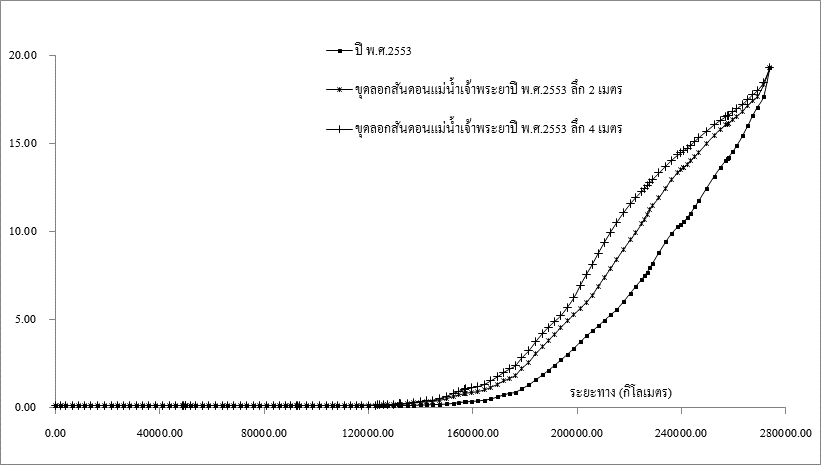 ปี พ.ศ.2553
ขุดลอกสันดอนแม่น้ำเจ้าพระยาปี พ.ศ.2553 ลึก 2 เมตร
ขุดลอกสันดอนแม่น้ำเจ้าพระยาปี พ.ศ.2553 ลึก 4 เมตร
20.00
15.00
10.00
5.00
0.00
ระยะทาง (กิโลเมตร)
0.00 40000.00 80000.00 120000.00 160000.00 200000.00 240000.00 280000.00